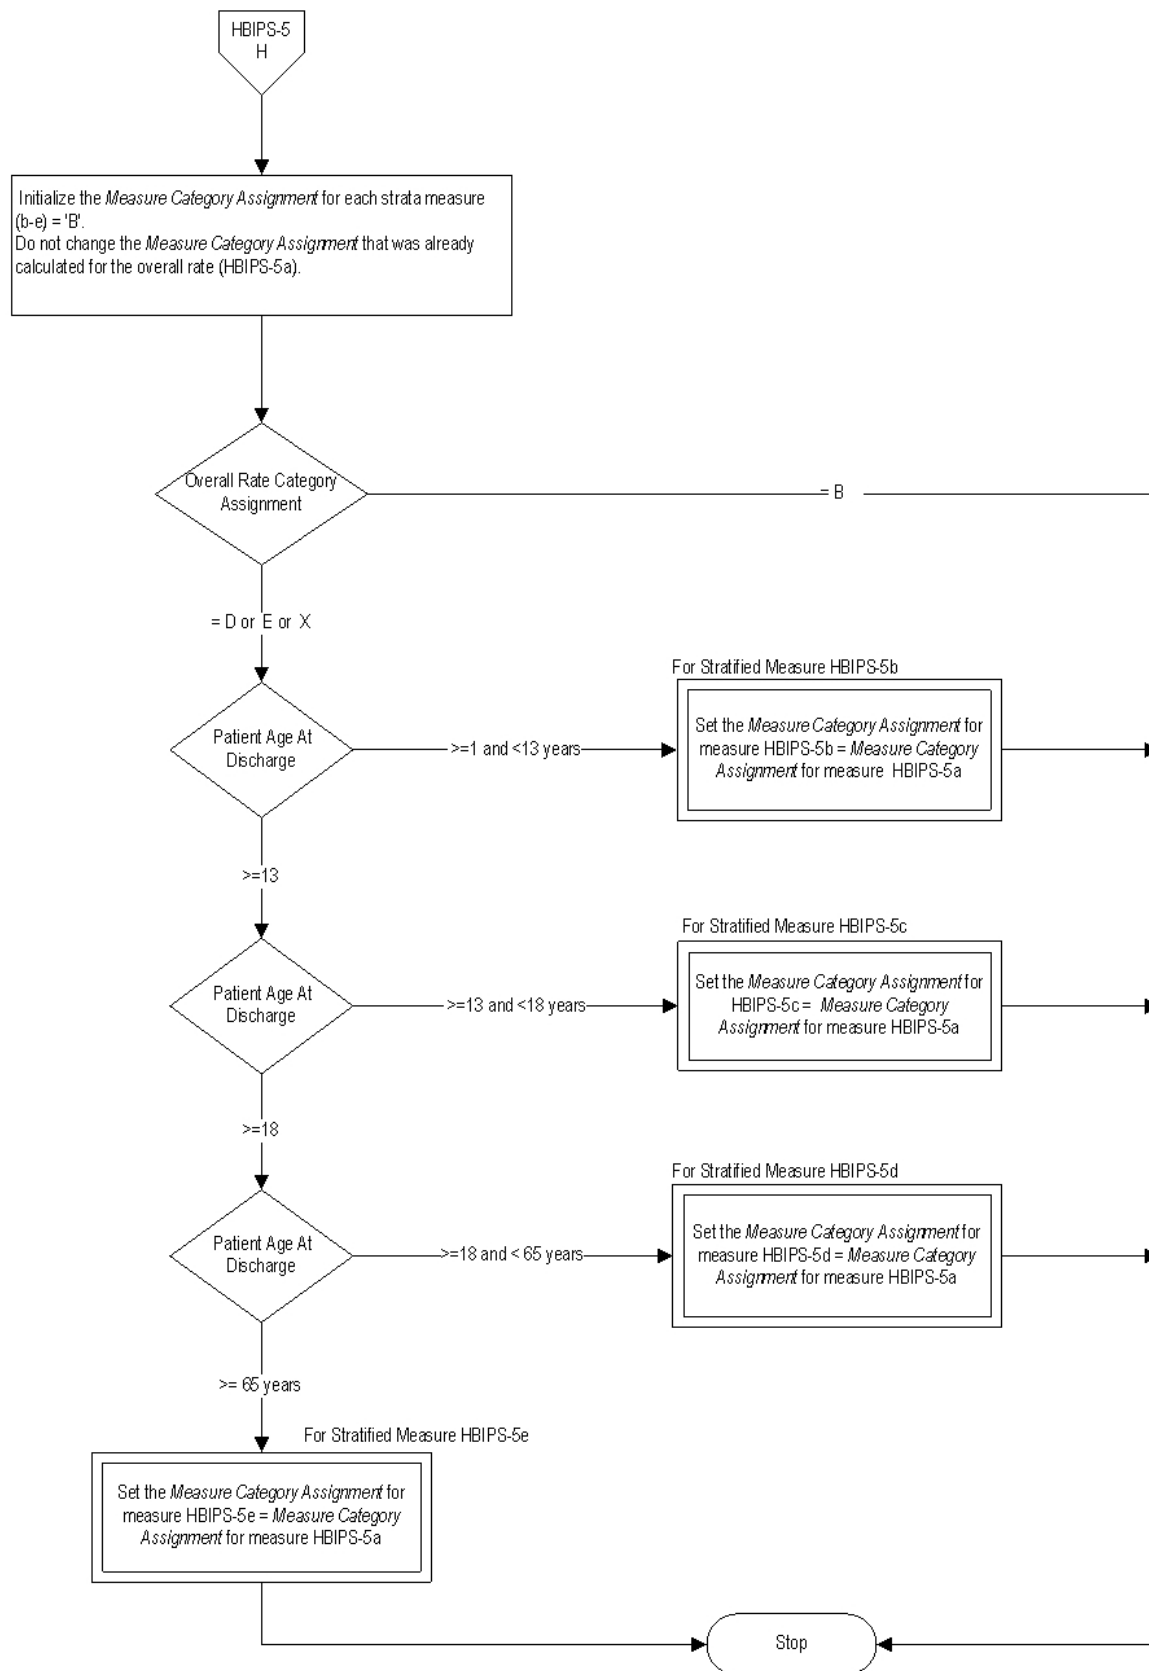 HBIPS-5
H
Initialize the Measure Category Assignment for each strata measure
(b-e) = 'B'.
Do not change the Measure Category Assignment that was already
calculated for the overall rate (HBIPS-5a).
Overall Rate Category
Assignment
= B
= D or E or X
For Stratified Measure HBIPS-5b
Patient Age At
Discharge
>=1 and <13 years
Set the Measure Category Assignment for
measure HBIPS-5b = Measure Category
Assignment for measure HBIPS-5a
>=13
For Stratified Measure HBIPS-5c
Patient Age At
Discharge
>=13 and <18 years
Set the Measure Category Assignment for
HBIPS-5c = Measure Category
Assignment for measure HBIPS-5a
>=18
For Stratified Measure HBIPS-5d
Patient Age At
Discharge
>=18 and < 65 years
Set the Measure Category Assignment for
measure HBIPS-5d = Measure Category
Assignment for measure HBIPS-5a
>= 65 years
For Stratified Measure HBIPS-5e
Set the Measure Category Assignment for
measure HBIPS-5e = Measure Category
Assignment for measure HBIPS-5a
Stop